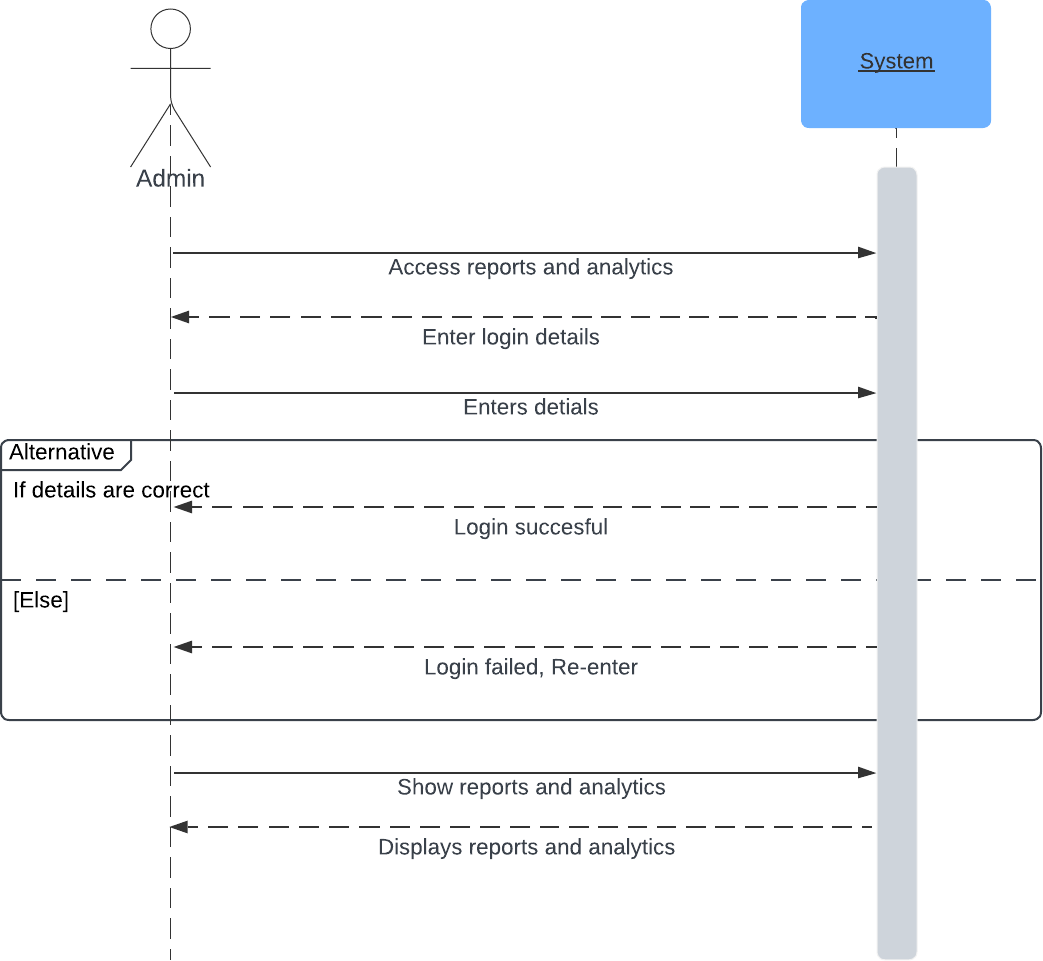 System
Admin
Access reports and analytics
Enter login details
Enters detials
Alternative
If details are correct
Login succesful
[Else]
Login failed, Re-enter
Show reports and analytics
Displays reports and analytics